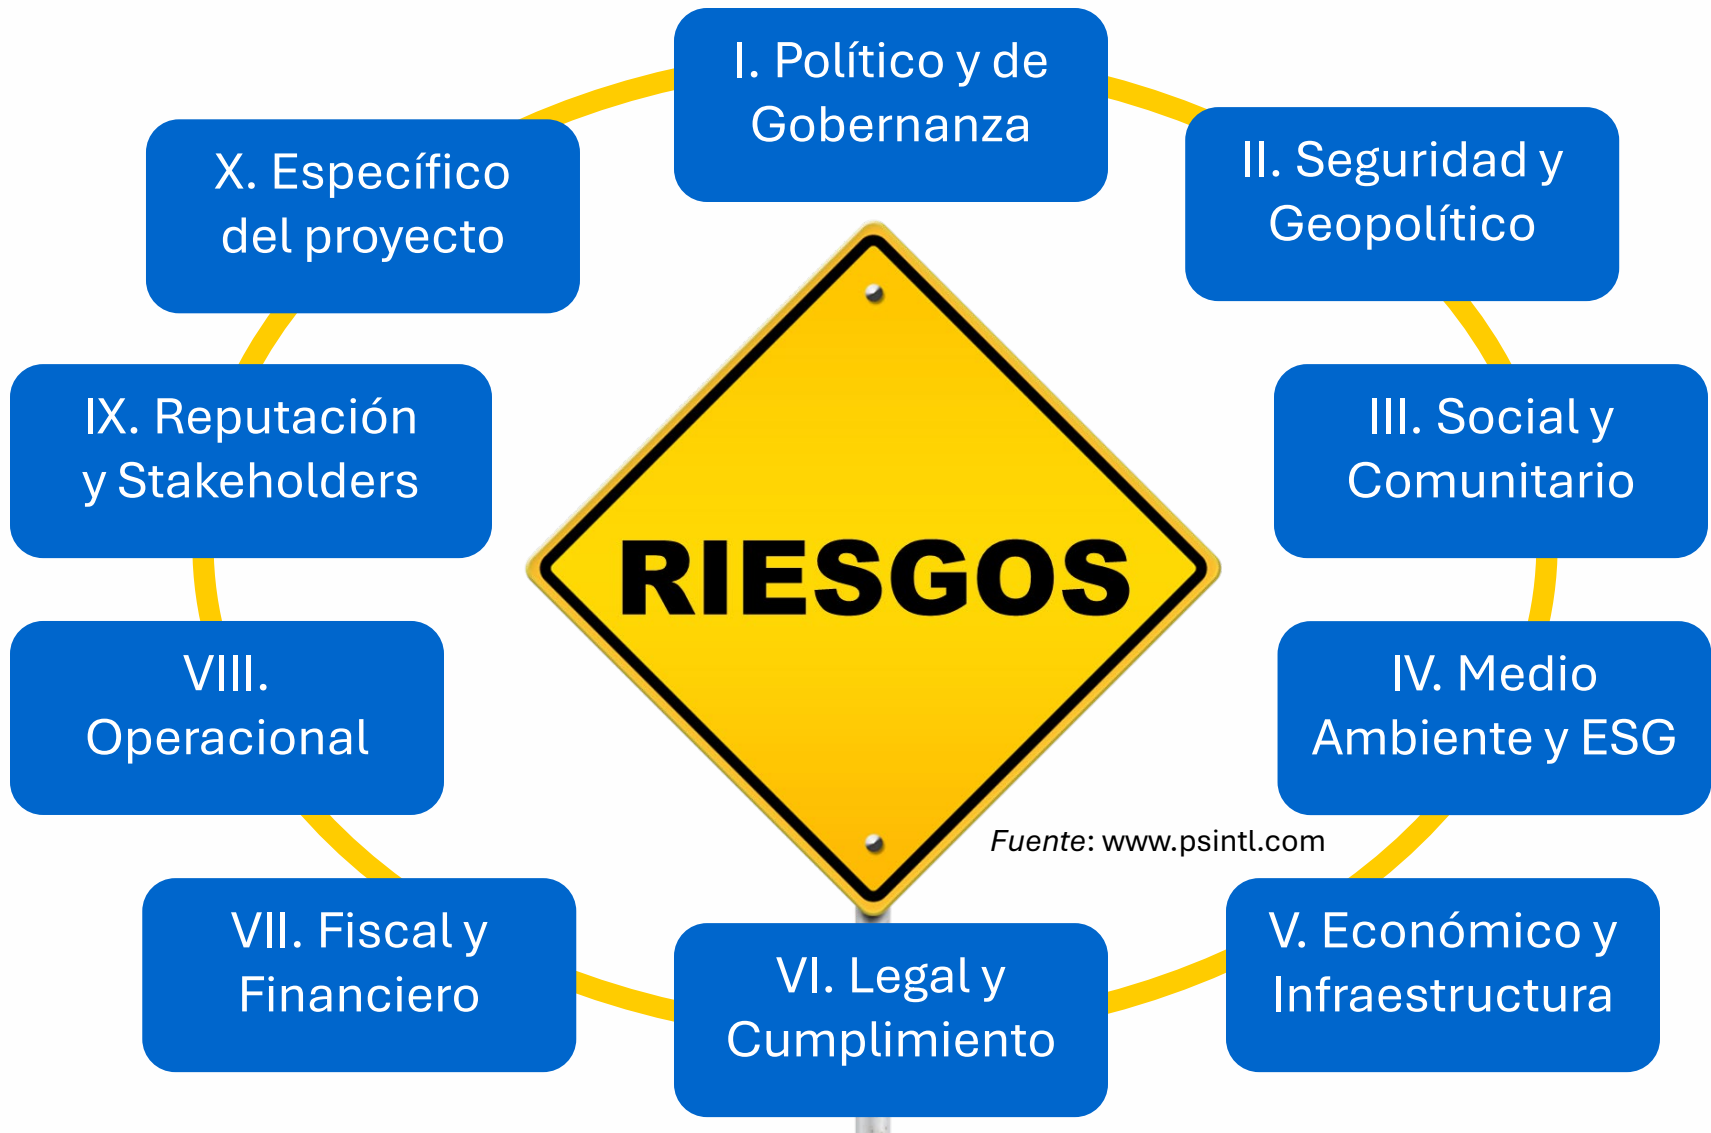 I. Político y de
Gobernanza
II. Seguridad y
Geopolítico
III. Social y
Comunitario
IV. Medio
Ambiente y ESG
V. Económico y
Infraestructura
VI. Legal y
Cumplimiento
VII. Fiscal y
Financiero
VIII.
Operacional
IX. Reputación
y Stakeholders
X. Específico
del proyecto
RIESGOS
Fuente: www.psintl.com